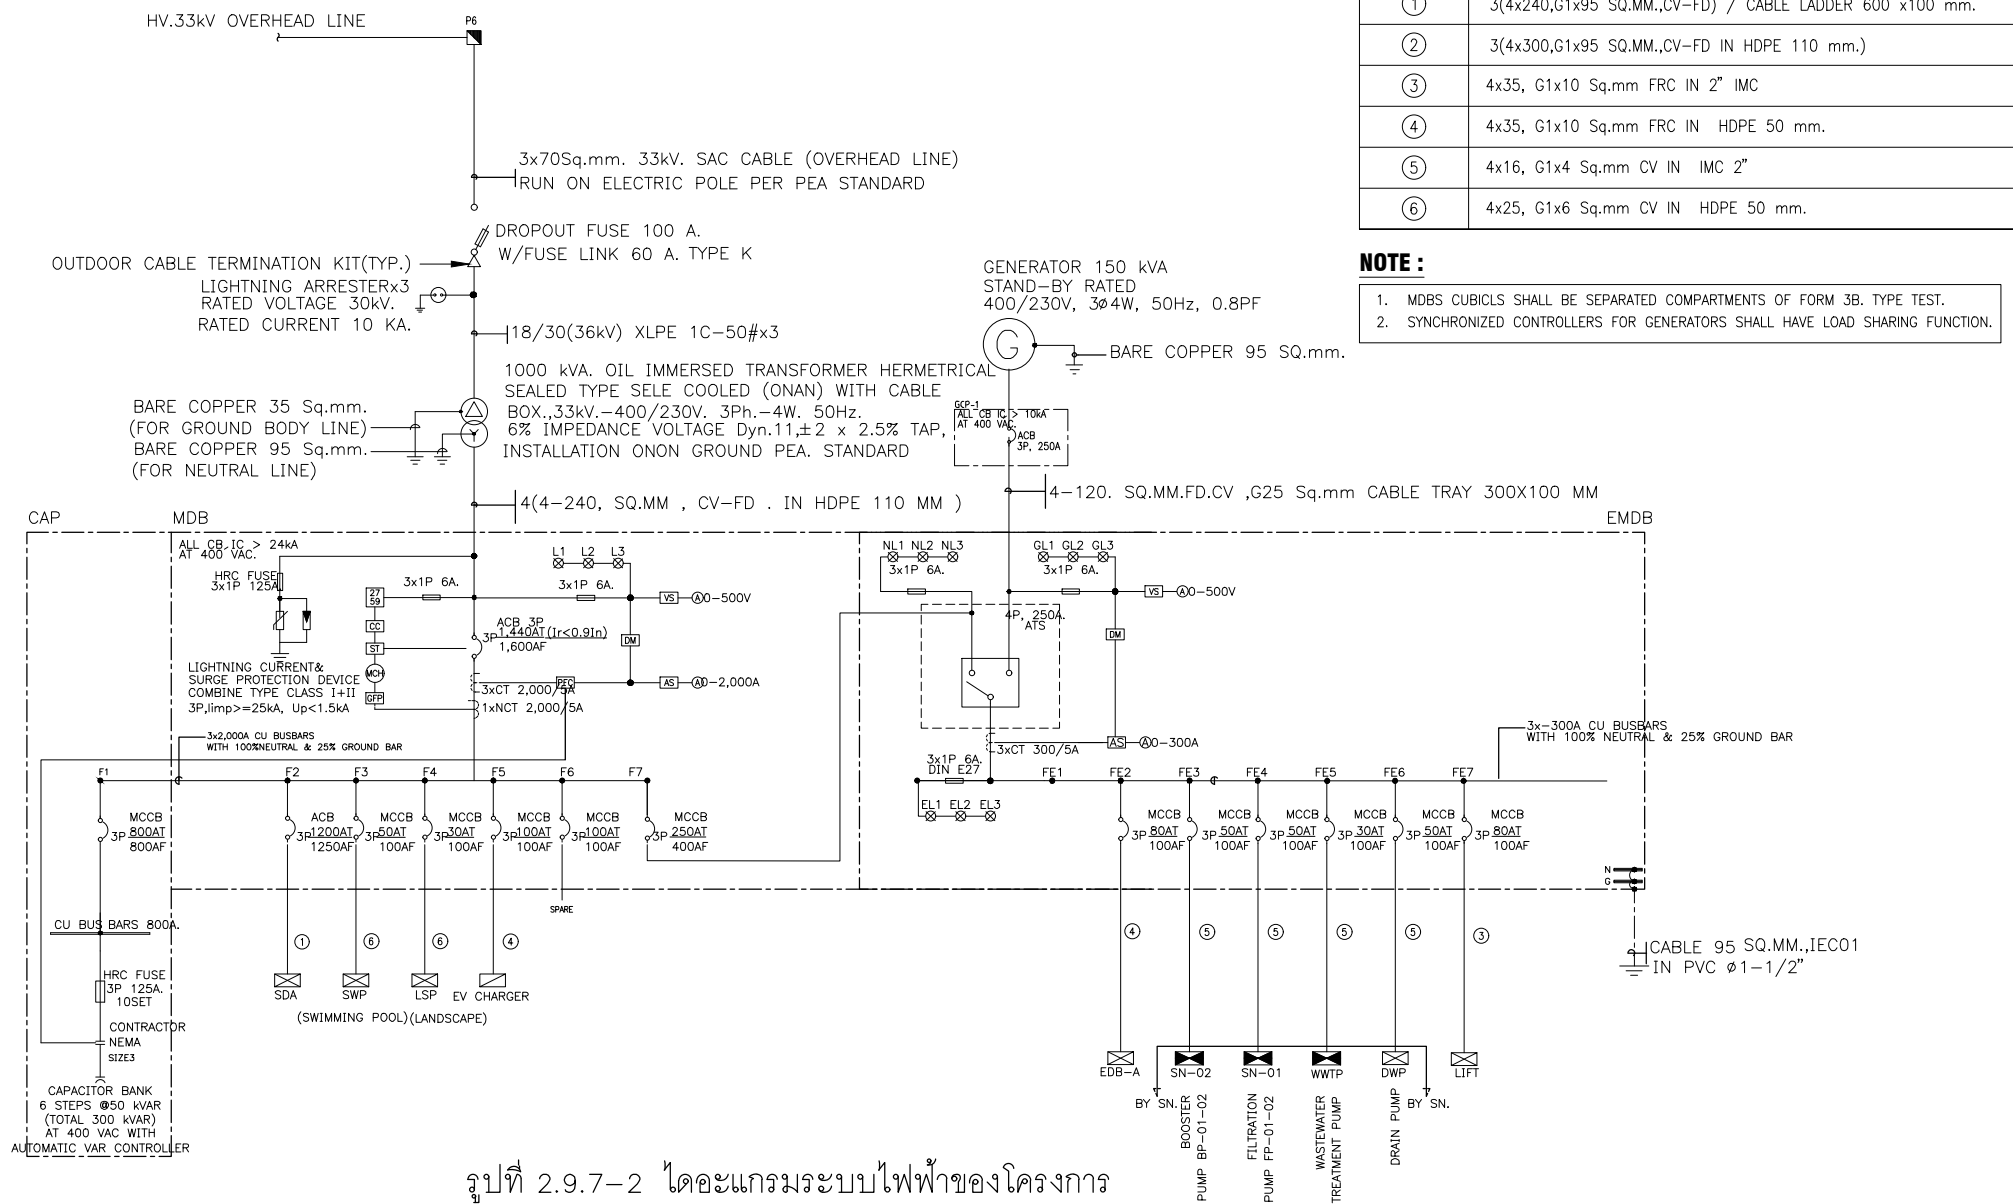 HV.33kV OVERHEAD LINE
P6
3x70Sq.mm. 33kV. SAC CABLE (OVERHEAD LINE)
RUN ON ELECTRIC POLE PER PEA STANDARD
DROPOUT FUSE 100 A.
W/FUSE LINK 60 A. TYPE K
OUTDOOR CABLE TERMINATION KIT(TYP.)
LIGHTNING ARRESTERx3
RATED VOLTAGE 30kV.
RATED CURRENT 10 KA.
18/30(36kV) XLPE 1C-50#x3
1000 kVA. OIL IMMERSED TRANSFORMER HERMETRICAL
SEALED TYPE SELE COOLED (ONAN) WITH CABLE
BOX.,33kV.-400/230V. 3Ph.-4W. 50Hz.
6% IMPEDANCE VOLTAGE Dyn.11,±2 x 2.5% TAP,
INSTALLATION ONON GROUND PEA. STANDARD
BARE COPPER 35 Sq.mm.
(FOR GROUND BODY LINE)
BARE COPPER 95 Sq.mm.
(FOR NEUTRAL LINE)
4(4-240, SQ.MM , CV-FD . IN HDPE 110 MM )
GENERATOR 150 kVA
STAND-BY RATED
400/230V, 3ø4W, 50Hz, 0.8PF
G
BARE COPPER 95 SQ.mm.
GCP-1
ALL CB IC > 10kA
AT 400 VAC.
ACB
3P, 250A
4-120. SQ.MM.FD.CV ,G25 Sq.mm CABLE TRAY 300X100 MM
1 3(4x240,G1x95 SQ.MM.,CV-FD) / CABLE LADDER 600 x100 mm.
2 3(4x300,G1x95 SQ.MM.,CV-FD IN HDPE 110 mm.)
3 4x35, G1x10 Sq.mm FRC IN 2" IMC
4 4x35, G1x10 Sq.mm FRC IN HDPE 50 mm.
5 4x16, G1x4 Sq.mm CV IN IMC 2"
6 4x25, G1x6 Sq.mm CV IN HDPE 50 mm.
NOTE :
1. MDBS CUBICLS SHALL BE SEPARATED COMPARTMENTS OF FORM 3B. TYPE TEST.
2. SYNCHRONIZED CONTROLLERS FOR GENERATORS SHALL HAVE LOAD SHARING FUNCTION.
CAP
MDB
EMDB
ALL CB IC > 24kA
AT 400 VAC.
HRC FUSE
3x1P 125A
L1 L2 L3
3x1P 6A.
3x1P 6A.
27
59
CC
ST
MCH
GFP
VS
A
0-500V
ACB 3P
3P 1,440AT(Ir<0.9In)
1,600AF
DM
PFC
AS
A
0-2,000A
3xCT 2,000/5A
1xNCT 2,000/5A
LIGHTNING CURRENT&
SURGE PROTECTION DEVICE
COMBINE TYPE CLASS I+II
3P,Iimp>=25kA, Up<1.5kA
3x2,000A CU BUSBARS
WITH 100%NEUTRAL & 25% GROUND BAR
NL1 NL2 NL3
3x1P 6A.
GL1 GL2 GL3
3x1P 6A.
VS
A
0-500V
4P, 250A.
ATS
DM
AS
A
0-300A
3xCT 300/5A
3x1P 6A.
DIN E27
EL1 EL2 EL3
3x-300A CU BUSBARS
WITH 100% NEUTRAL & 25% GROUND BAR
F1 F2 F3 F4 F5 F6 F7
FE1 FE2 FE3 FE4 FE5 FE6 FE7
MCCB
3P 800AT
800AF
ACB
3P 1200AT
1250AF
MCCB
3P 50AT
100AF
MCCB
3P 30AT
100AF
MCCB
3P 100AT
100AF
MCCB
3P 100AT
100AF
MCCB
3P 250AT
400AF
MCCB
3P 80AT
100AF
MCCB
3P 50AT
100AF
MCCB
3P 50AT
100AF
MCCB
3P 30AT
100AF
MCCB
3P 50AT
100AF
MCCB
3P 80AT
100AF
N
G
SPARE
CU BUS BARS 800A.
1 6 6 4
4 5 5 5 5 3
CABLE 95 SQ.MM.,IEC01
IN PVC ø1-1/2"
HRC FUSE
3P 125A.
10SET
CONTRACTOR
NEMA
SIZE3
CAPACITOR BANK
6 STEPS @50 kVAR
(TOTAL 300 kVAR)
AT 400 VAC WITH
AUTOMATIC VAR CONTROLLER
SDA
SWP
LSP
EV CHARGER
(SWIMMING POOL)
(LANDSCAPE)
EDB-A
SN-02
SN-01
WWTP
DWP
LIFT
BY SN.
BY SN.
BOOSTER
PUMP BP-01-02
FILTRATION
PUMP FP-01-02
WASTEWATER
TREATMENT PUMP
DRAIN PUMP
รูปที่ 2.9.7-2 ไดอะแกรมระบบไฟฟ้าของโครงการ